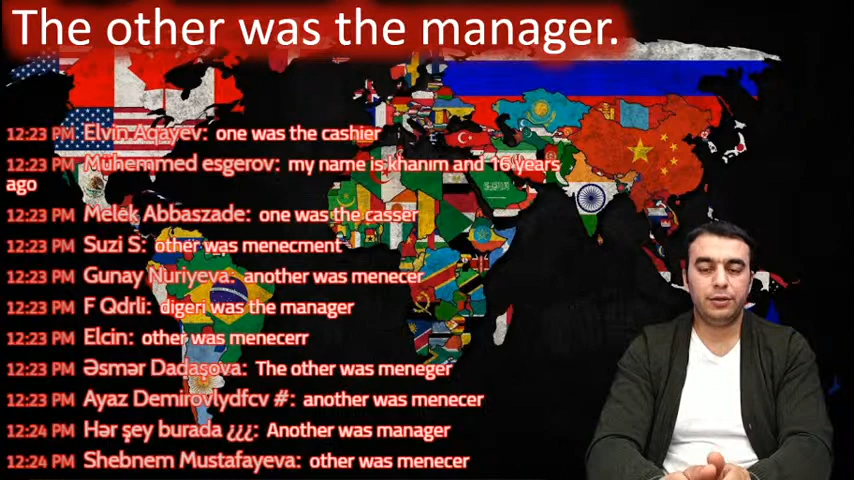 The other was the manager.
12:23 PM Elvin Aqayev: one was the cashier
12:23 PM Muhemmed esgerov: my name is khanım and 16 years
ago
12:23 PM Melek Abbaszade: one was the casser
12:23 PM Suzi S: other was menecment
12:23 PM Gunay Nuriyeva: another was menecer
12:23 PM F Qdrli: digeri was the manager
12:23 PM Elcin: other was menecerr
12:23 PM Əsmər Dadaşova: The other was meneger
12:23 PM Ayaz Demirovlydfcv #: another was menecer
12:24 PM Hər şey burada ¿¿¿: Another was manager
12:24 PM Shebnem Mustafayeva: other was menecer